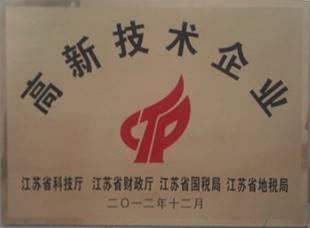 高新技术企业
江苏省科技厅 江苏省财政厅 江苏省国税局 江苏省地税局
二〇一二年十二月